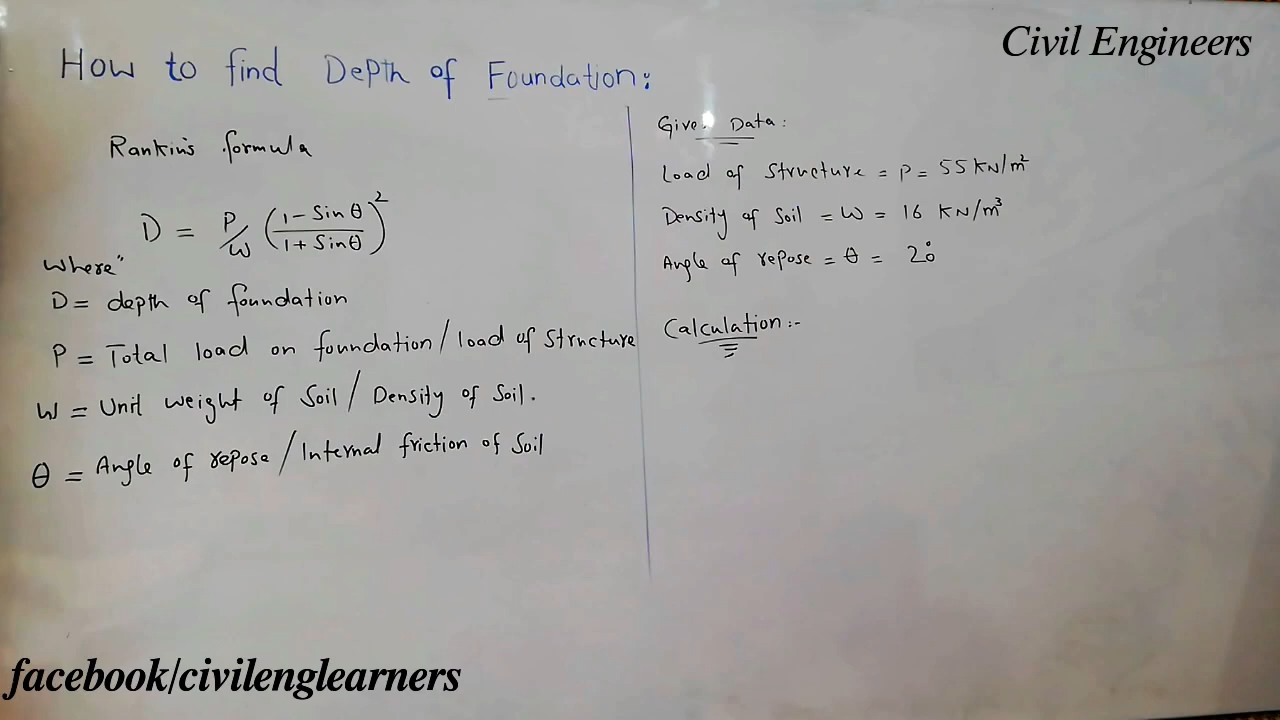 Civil Engineers
How to find Depth of Foundation:
Rankin's formula
D = P/W (1 - Sin θ / 1 + Sin θ)²
Where"
D = depth of foundation
P = Total load on foundation / load of Structure
W = Unit weight of Soil / Density of Soil.
θ = Angle of repose / Internal friction of Soil
Given Data:
Load of Structure = P = 55 KN/m²
Density of Soil = W = 16 KN/m³
Angle of repose = θ = 20°
Calculation:-
facebook/civilenglearners